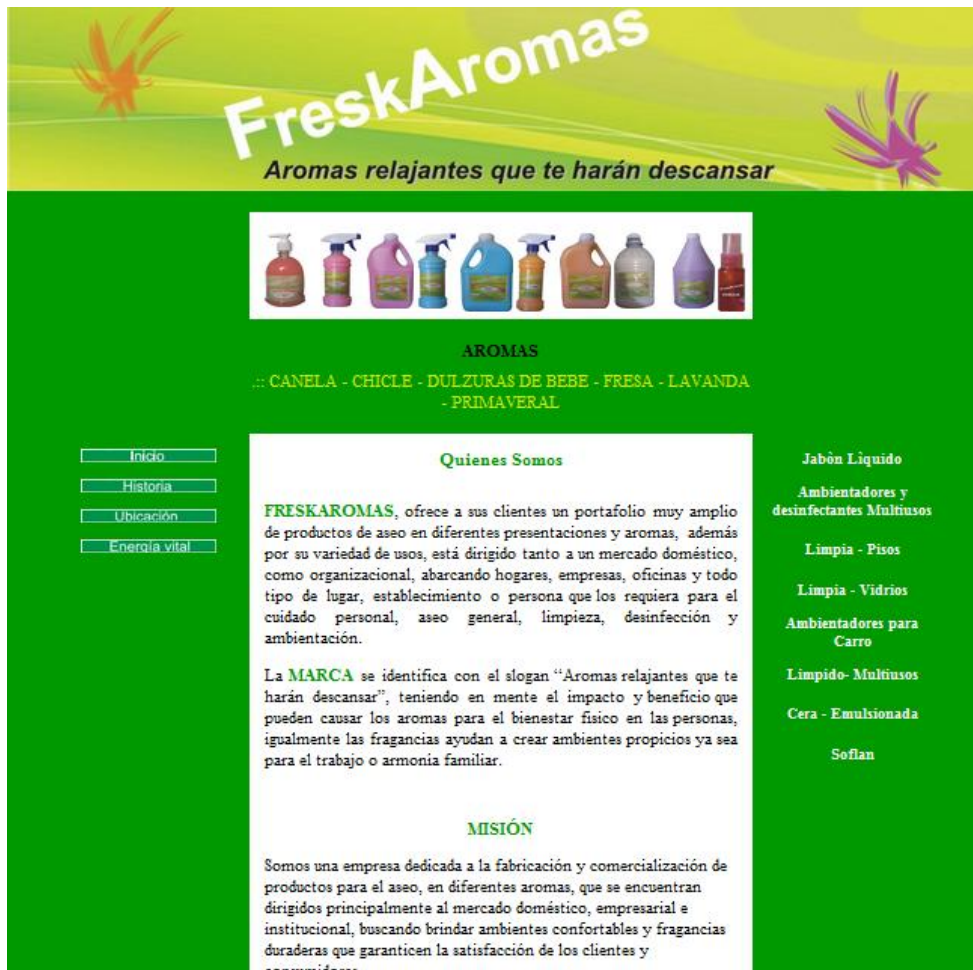 FreskAromas
Aromas relajantes que te harán descansar
AROMAS
.:: CANELA - CHICLE - DULZURAS DE BEBE - FRESA - LAVANDA
- PRIMAVERAL
Inicio
Historia
Ubicación
Energía vital
Quienes Somos
FRESKAROMAS, ofrece a sus clientes un portafolio muy amplio
de productos de aseo en diferentes presentaciones y aromas, además
por su variedad de usos, está dirigido tanto a un mercado doméstico,
como organizacional, abarcando hogares, empresas, oficinas y todo
tipo de lugar, establecimiento o persona que los requiera para el
cuidado personal, aseo general, limpieza, desinfección y
ambientación.
La MARCA se identifica con el slogan “Aromas relajantes que te
harán descansar”, teniendo en mente el impacto y beneficio que
pueden causar los aromas para el bienestar físico en las personas,
igualmente las fragancias ayudan a crear ambientes propicios ya sea
para el trabajo o armonía familiar.
MISIÓN
Somos una empresa dedicada a la fabricación y comercialización de
productos para el aseo, en diferentes aromas, que se encuentran
dirigidos principalmente al mercado doméstico, empresarial e
institucional, buscando brindar ambientes confortables y fragancias
duraderas que garanticen la satisfacción de los clientes y
Jabòn Lìquido
Ambientadores y
desinfectantes Multiusos
Limpia - Pisos
Limpia - Vidrios
Ambientadores para
Carro
Limpido- Multiusos
Cera - Emulsionada
Soflan